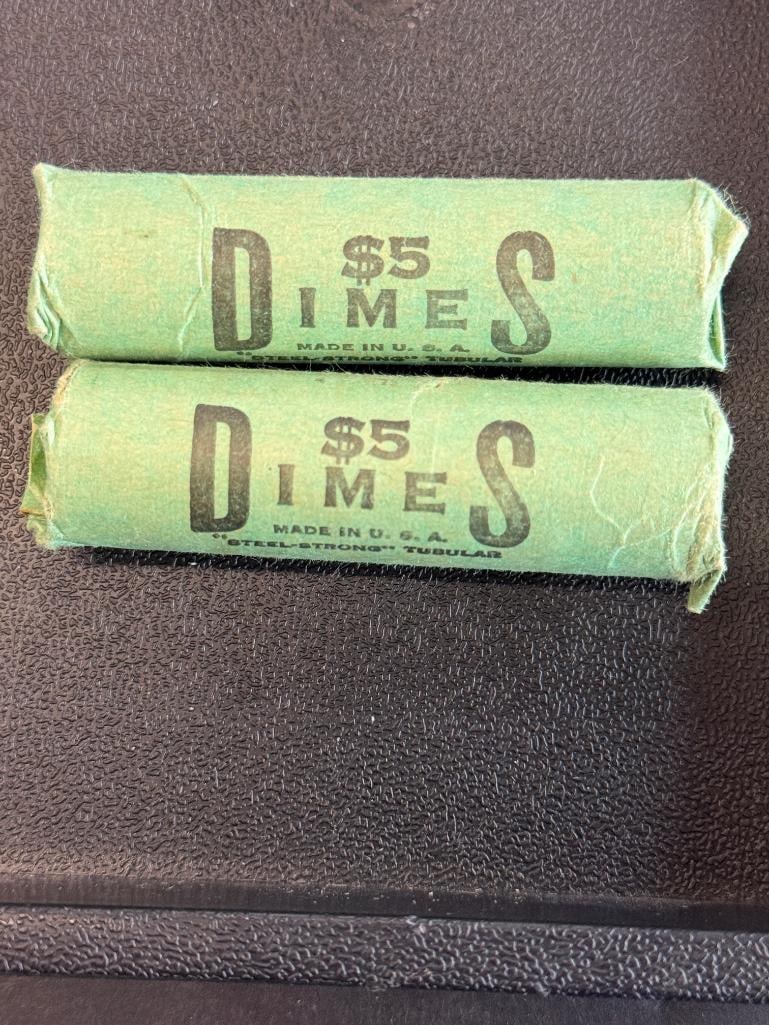 $5
DIMES
MADE IN U. S. A.
"STEEL-STRONG" TUBULAR
$5
DIMES
MADE IN U. S. A.
"STEEL-STRONG" TUBULAR